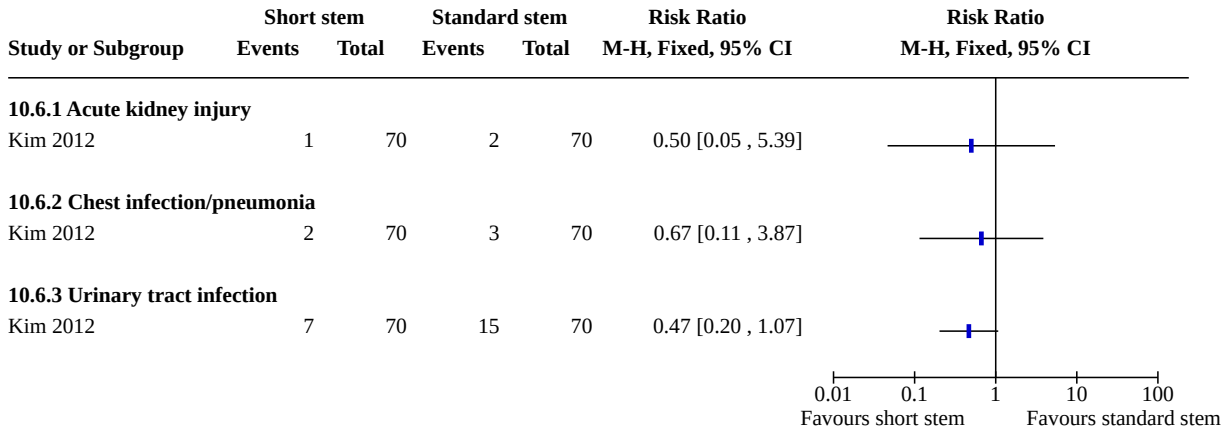 Short stem Standard stem Risk Ratio Risk Ratio
Study or Subgroup Events Total Events Total M-H, Fixed, 95% CI M-H, Fixed, 95% CI
10.6.1 Acute kidney injury
Kim 2012 1 70 2 70 0.50 [0.05 , 5.39]
10.6.2 Chest infection/pneumonia
Kim 2012 2 70 3 70 0.67 [0.11 , 3.87]
10.6.3 Urinary tract infection
Kim 2012 7 70 15 70 0.47 [0.20 , 1.07]
0.01 0.1 1 10 100
Favours short stem Favours standard stem